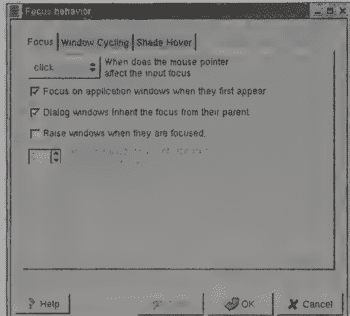 Focus behavior
Focus
Window Cycling
Shade Hover
click
When does the mouse pointer
affect the input focus
Focus on application windows when they first appear
Dialog windows inherit the focus from their parent
Raise windows when they are focused.
Help
OK
Cancel